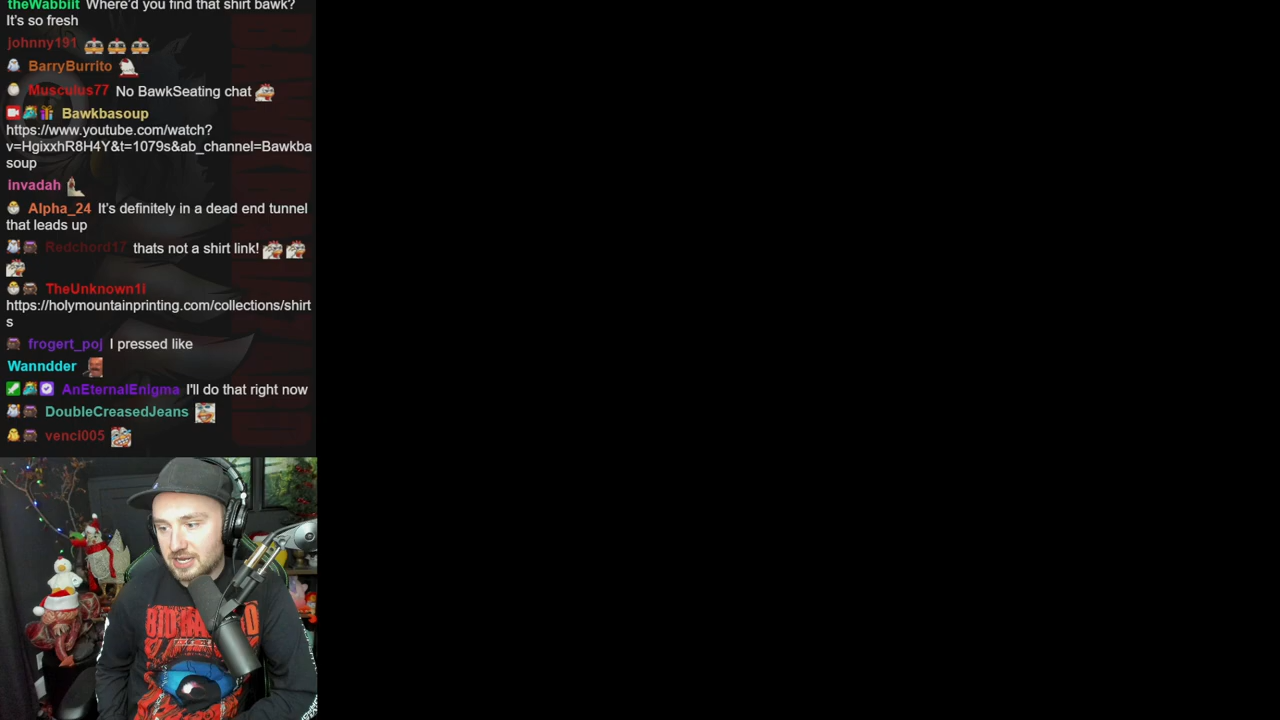 theWabbiit Where'd you find that shirt bawk?
It's so fresh
johnny191
BarryBurrito
Musculus77 No BawkSeating chat
Bawkbasoup
https://www.youtube.com/watch?
v=HgixxhR8H4Y&t=1079s&ab_channel=Bawkba
soup
invadah
Alpha_24 It's definitely in a dead end tunnel
that leads up
Redchord17 thats not a shirt link!
TheUnknown1i
https://holymountainprinting.com/collections/shirt
s
frogert_poj I pressed like
Wanndder
AnEternalEnigma I'll do that right now
DoubleCreasedJeans
venci005